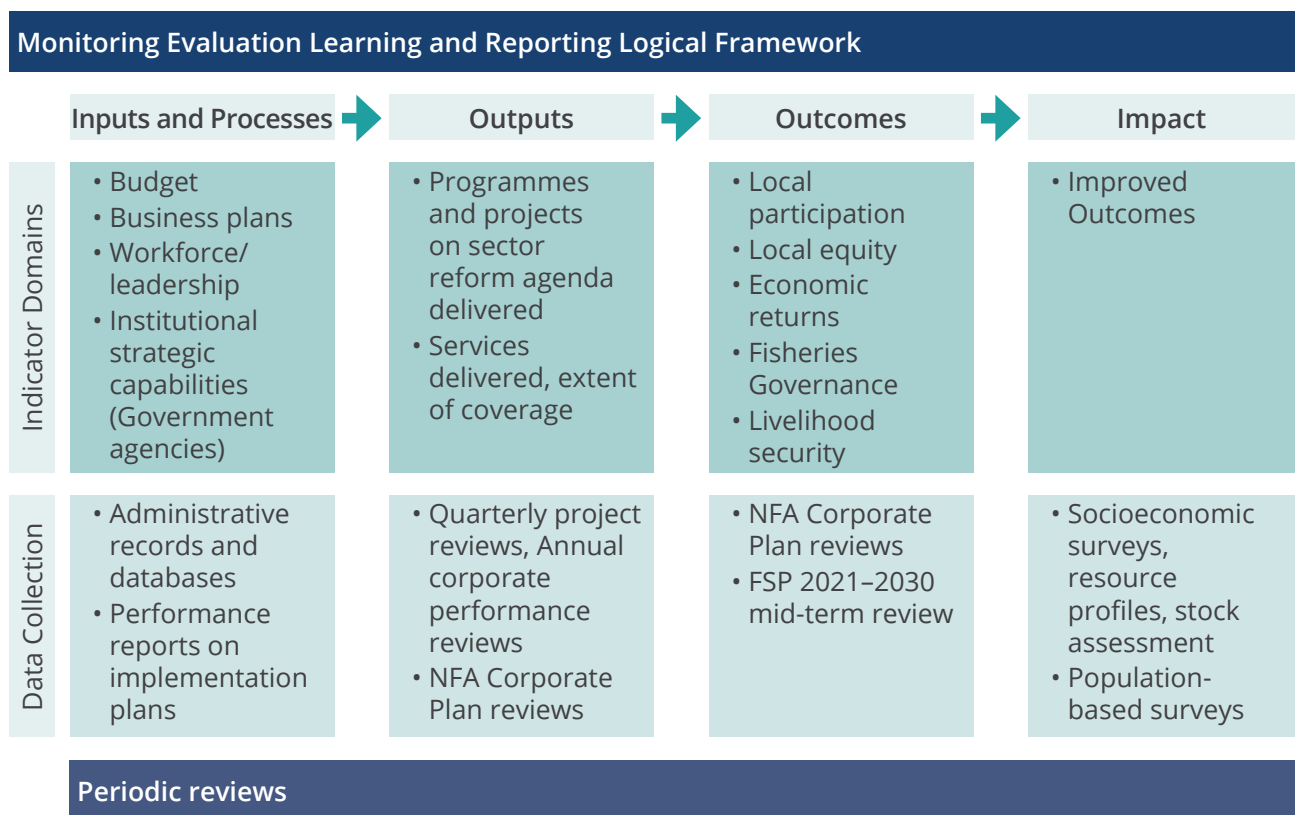 Monitoring Evaluation Learning and Reporting Logical Framework
Inputs and Processes
Outputs
Outcomes
Impact
Indicator Domains
• Budget
• Business plans
• Workforce/
leadership
• Institutional
strategic
capabilities
(Government
agencies)
• Programmes
and projects
on sector
reform agenda
delivered
• Services
delivered, extent
of coverage
• Local
participation
• Local equity
• Economic
returns
• Fisheries
Governance
• Livelihood
security
• Improved
Outcomes
Data Collection
• Administrative
records and
databases
• Performance
reports on
implementation
plans
• Quarterly project
reviews, Annual
corporate
performance
reviews
• NFA Corporate
Plan reviews
• NFA Corporate
Plan reviews
• FSP 2021–2030
mid-term review
• Socioeconomic
surveys,
resource
profiles, stock
assessment
• Population-
based surveys
Periodic reviews